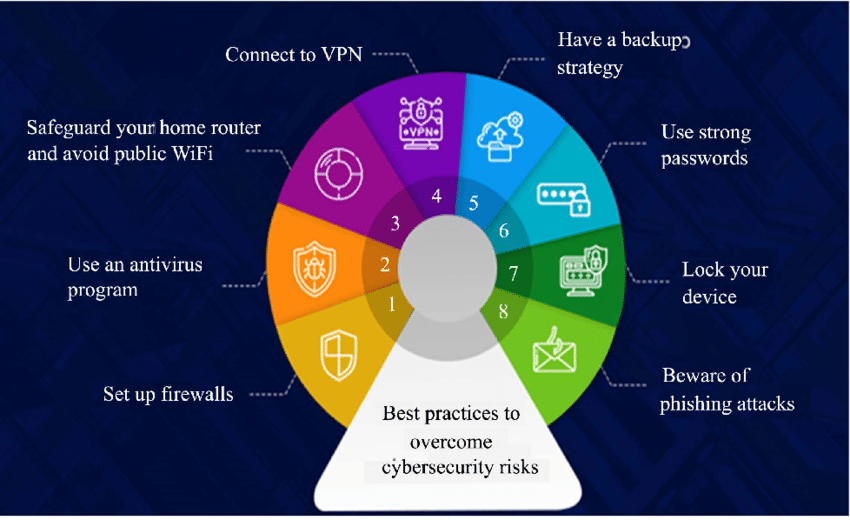 Connect to VPN
Have a backup
strategy
Safeguard your home router
and avoid public WiFi
Use strong
passwords
VPN
4
5
3
6
Use an antivirus
program
2
7
Lock your
device
1
8
Set up firewalls
Beware of
phishing attacks
Best practices to
overcome
cybersecurity risks